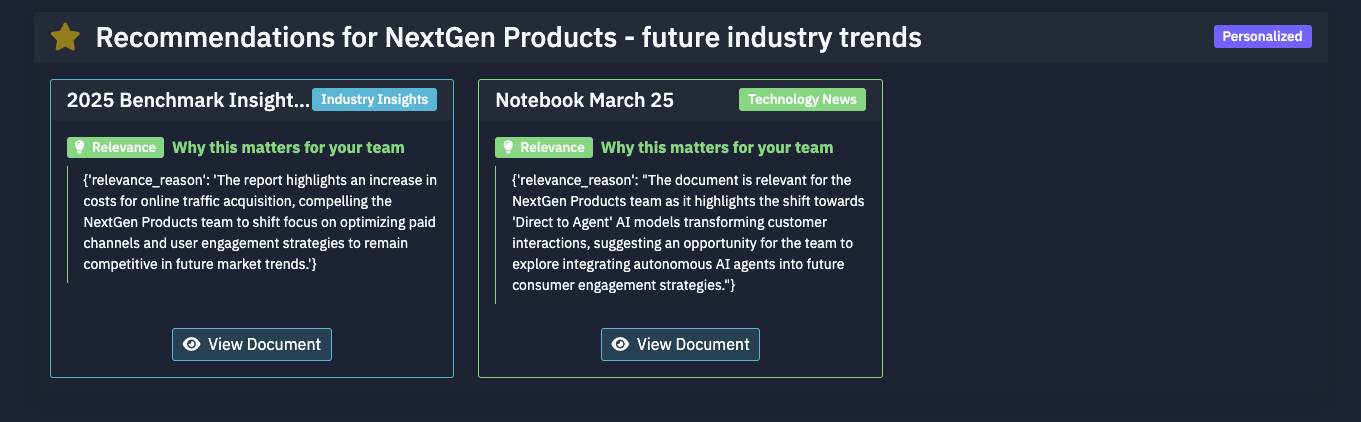 Recommendations for NextGen Products - future industry trends
Personalized
2025 Benchmark Insight...
Industry Insights
Relevance
Why this matters for your team
{'relevance_reason': 'The report highlights an increase in
costs for online traffic acquisition, compelling the
NextGen Products team to shift focus on optimizing paid
channels and user engagement strategies to remain
competitive in future market trends.'}
View Document
Notebook March 25
Technology News
Relevance
Why this matters for your team
{'relevance_reason': "The document is relevant for the
NextGen Products team as it highlights the shift towards
'Direct to Agent' AI models transforming customer
interactions, suggesting an opportunity for the team to
explore integrating autonomous AI agents into future
consumer engagement strategies."}
View Document